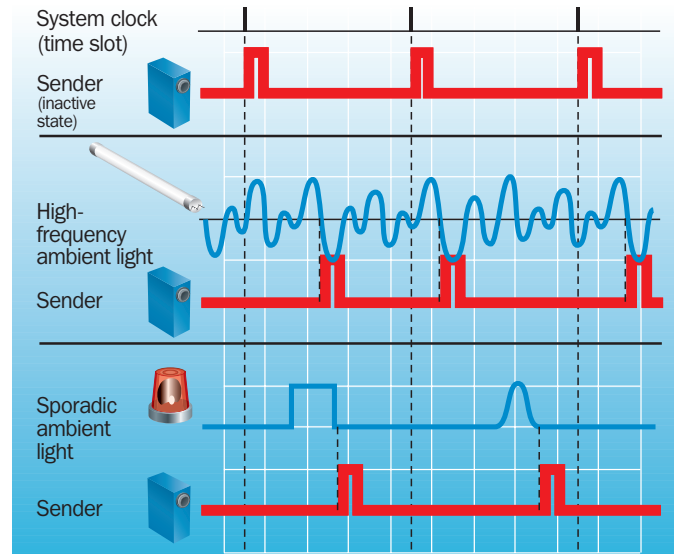 System clock
(time slot)
Sender
(inactive
state)
High-
frequency
ambient light
Sender
Sporadic
ambient
light
Sender